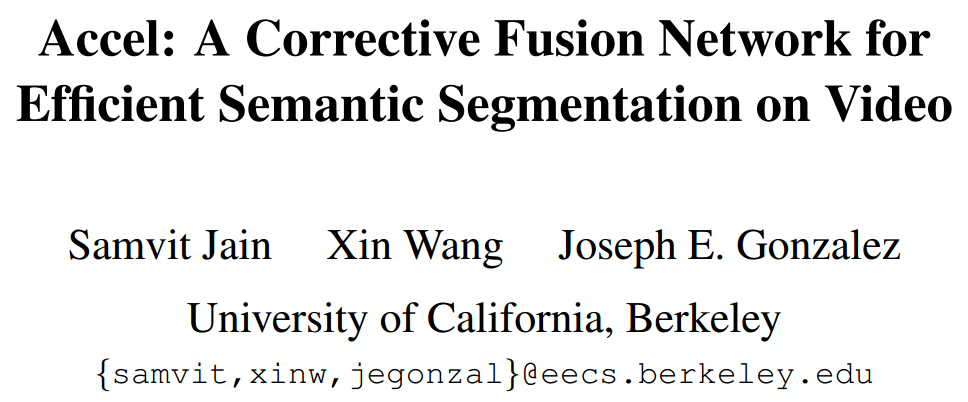 Accel: A Corrective Fusion Network for
Efficient Semantic Segmentation on Video
Samvit Jain Xin Wang Joseph E. Gonzalez
University of California, Berkeley
{samvit,xinw,jegonzal}@eecs.berkeley.edu